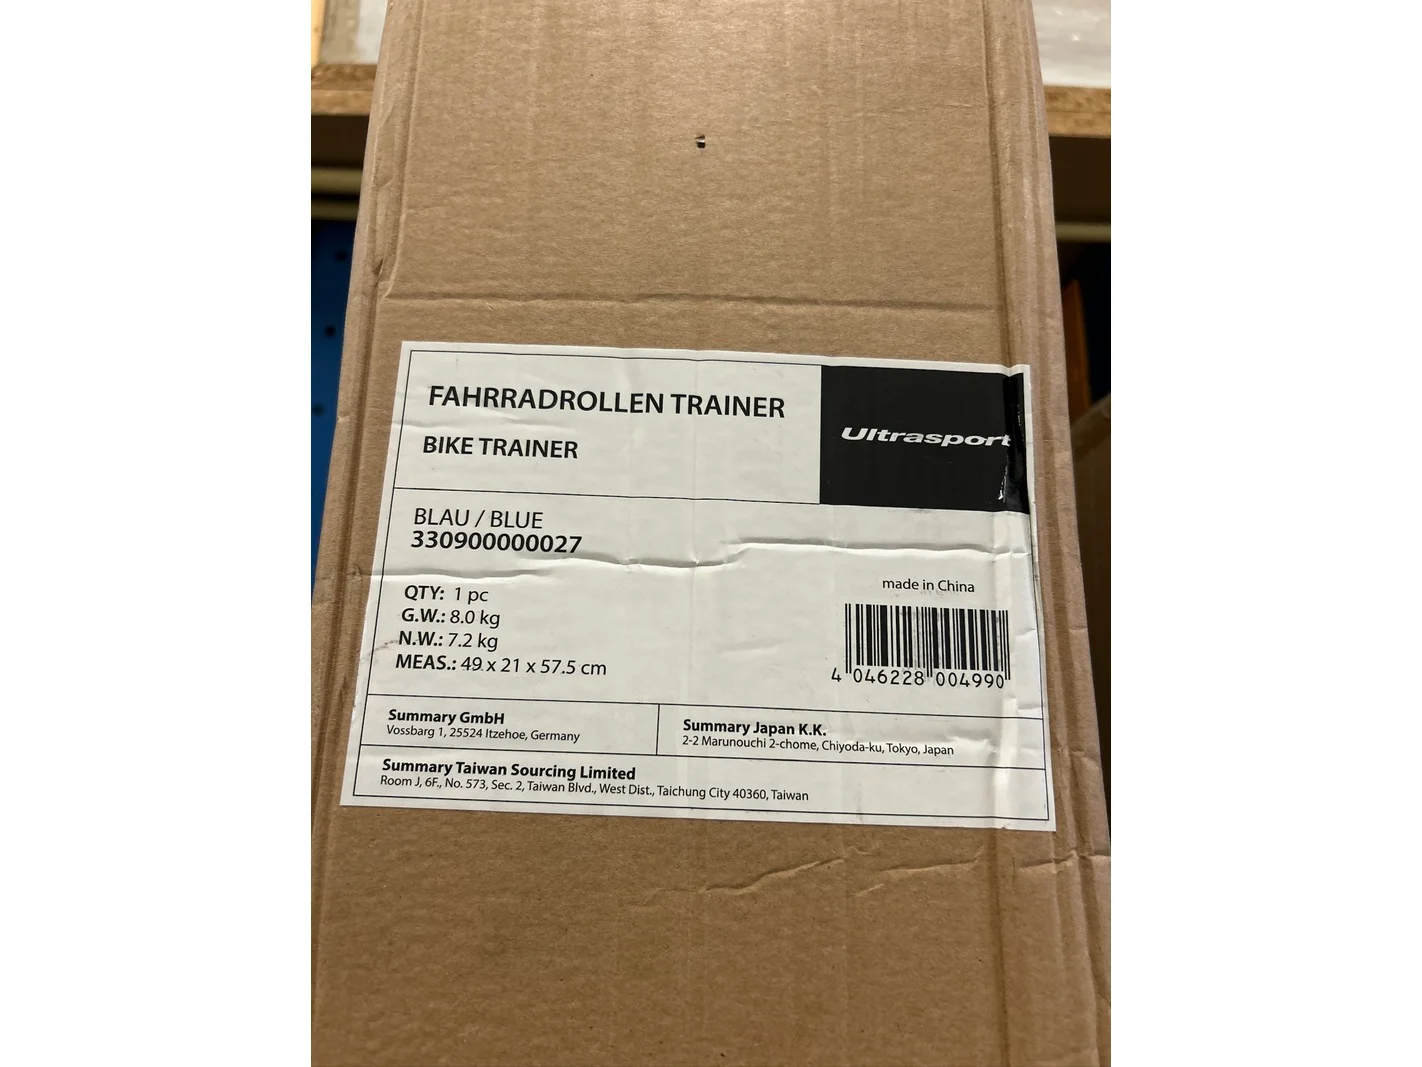 FAHRRADROLLEN TRAINER
BIKE TRAINER
Ultrasport
BLAU / BLUE
330900000027
QTY: 1 pc
G.W.: 8.0 kg
N.W.: 7.2 kg
MEAS.: 49 x 21 x 57.5 cm
made in China
4 046228 004990
Summary GmbH
Vossbarg 1, 25524 Itzehoe, Germany
Summary Japan K.K.
2-2 Marunouchi 2-chome, Chiyoda-ku, Tokyo, Japan
Summary Taiwan Sourcing Limited
Room J, 6F., No. 573, Sec. 2, Taiwan Blvd., West Dist., Taichung City 40360, Taiwan